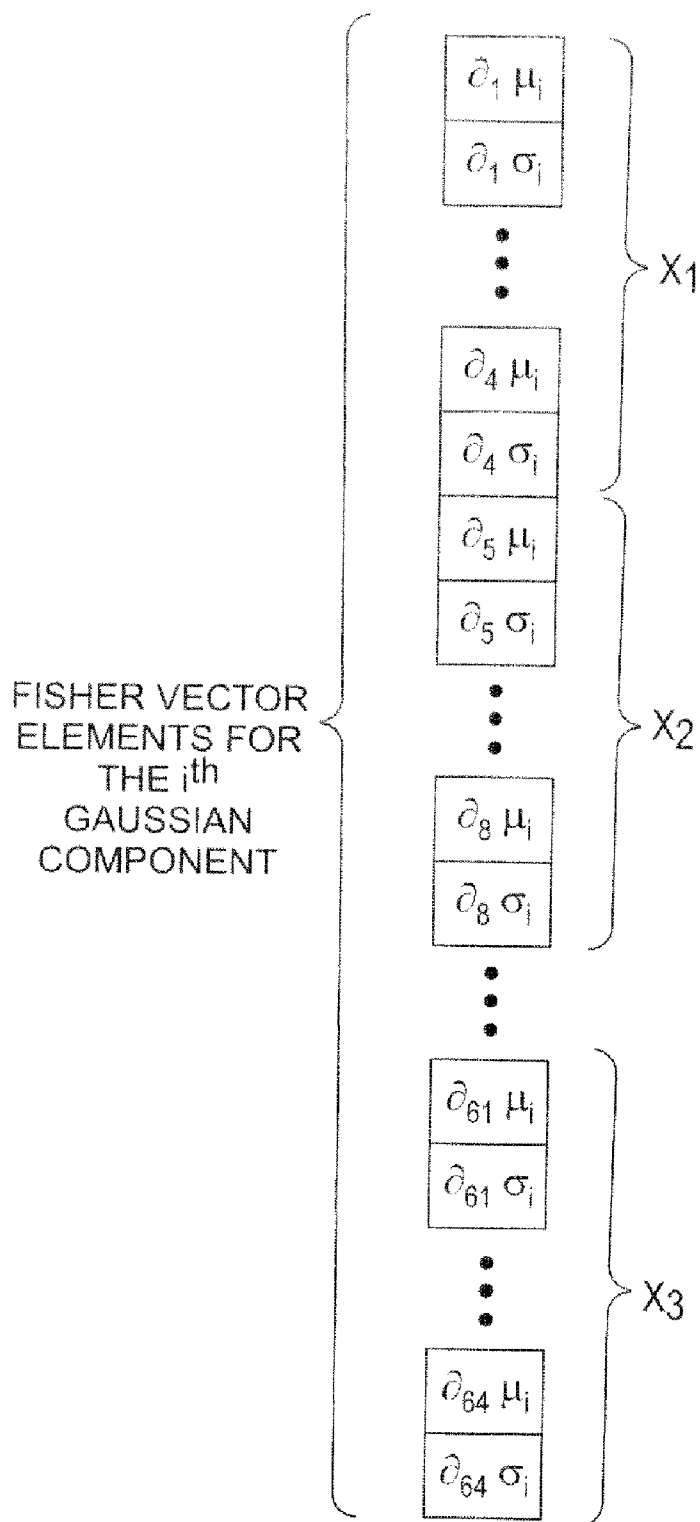 ∂₁ μᵢ
∂₁ σᵢ
X₁
∂₄ μᵢ
∂₄ σᵢ
∂₅ μᵢ
∂₅ σᵢ
FISHER VECTOR
ELEMENTS FOR
THE iᵗʰ
GAUSSIAN
COMPONENT
X₂
∂₈ μᵢ
∂₈ σᵢ
∂₆₁ μᵢ
∂₆₁ σᵢ
X₃
∂₆₄ μᵢ
∂₆₄ σᵢ